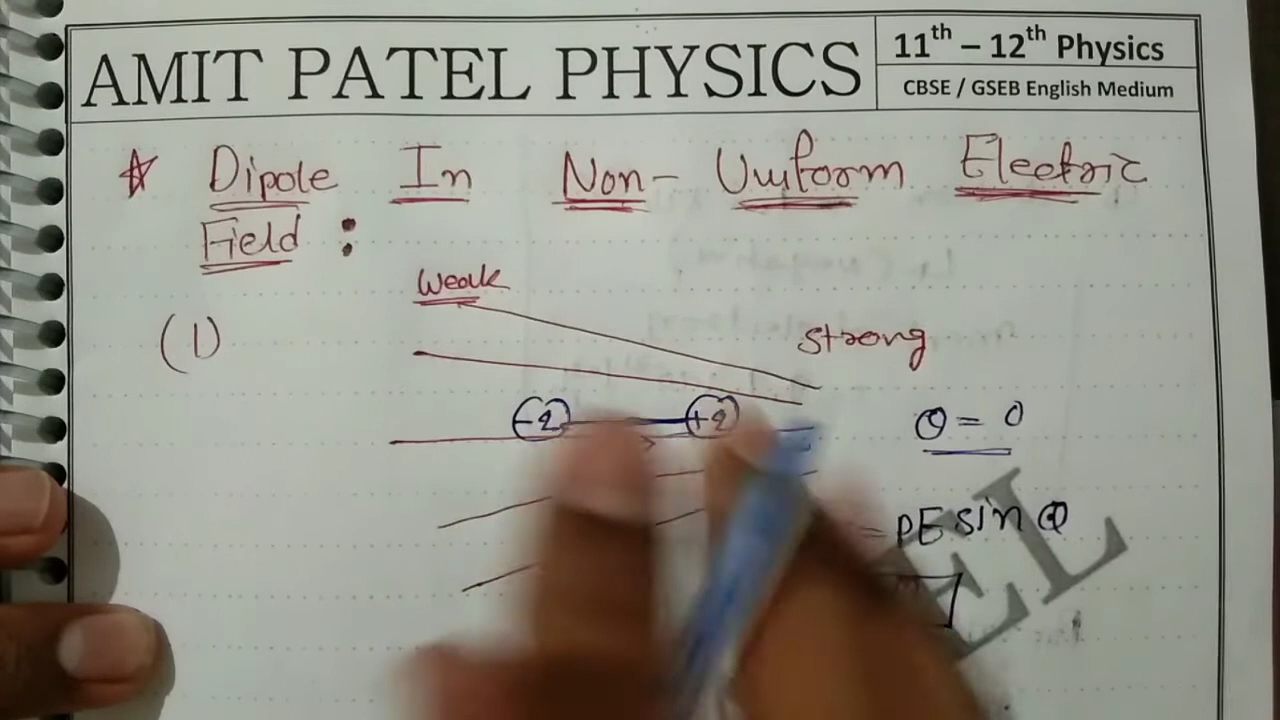 AMIT PATEL PHYSICS
11th – 12th Physics
CBSE / GSEB English Medium
☆ Dipole In Non- Uniform Electric
Field :
Weak
(1)
Strong
-q +q
θ = 0
= PE sin θ
EL